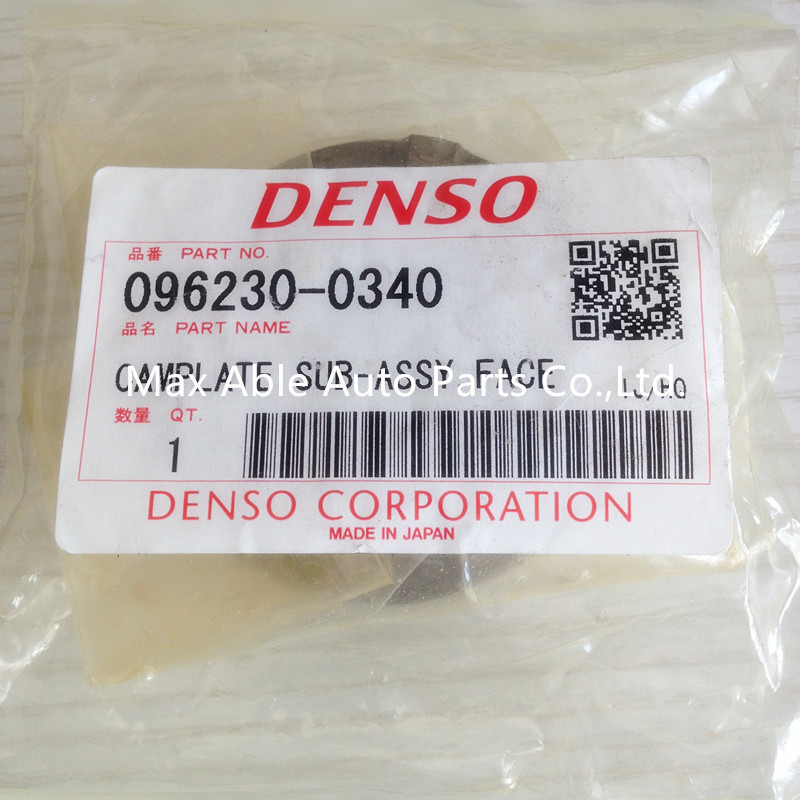 DENSO
品番 PART NO.
096230-0340
品名 PART NAME
CAMPLATE SUB-ASSY, FACE
Max Able Auto Parts Co.,Ltd
数量 QT.
1
DENSO CORPORATION
MADE IN JAPAN